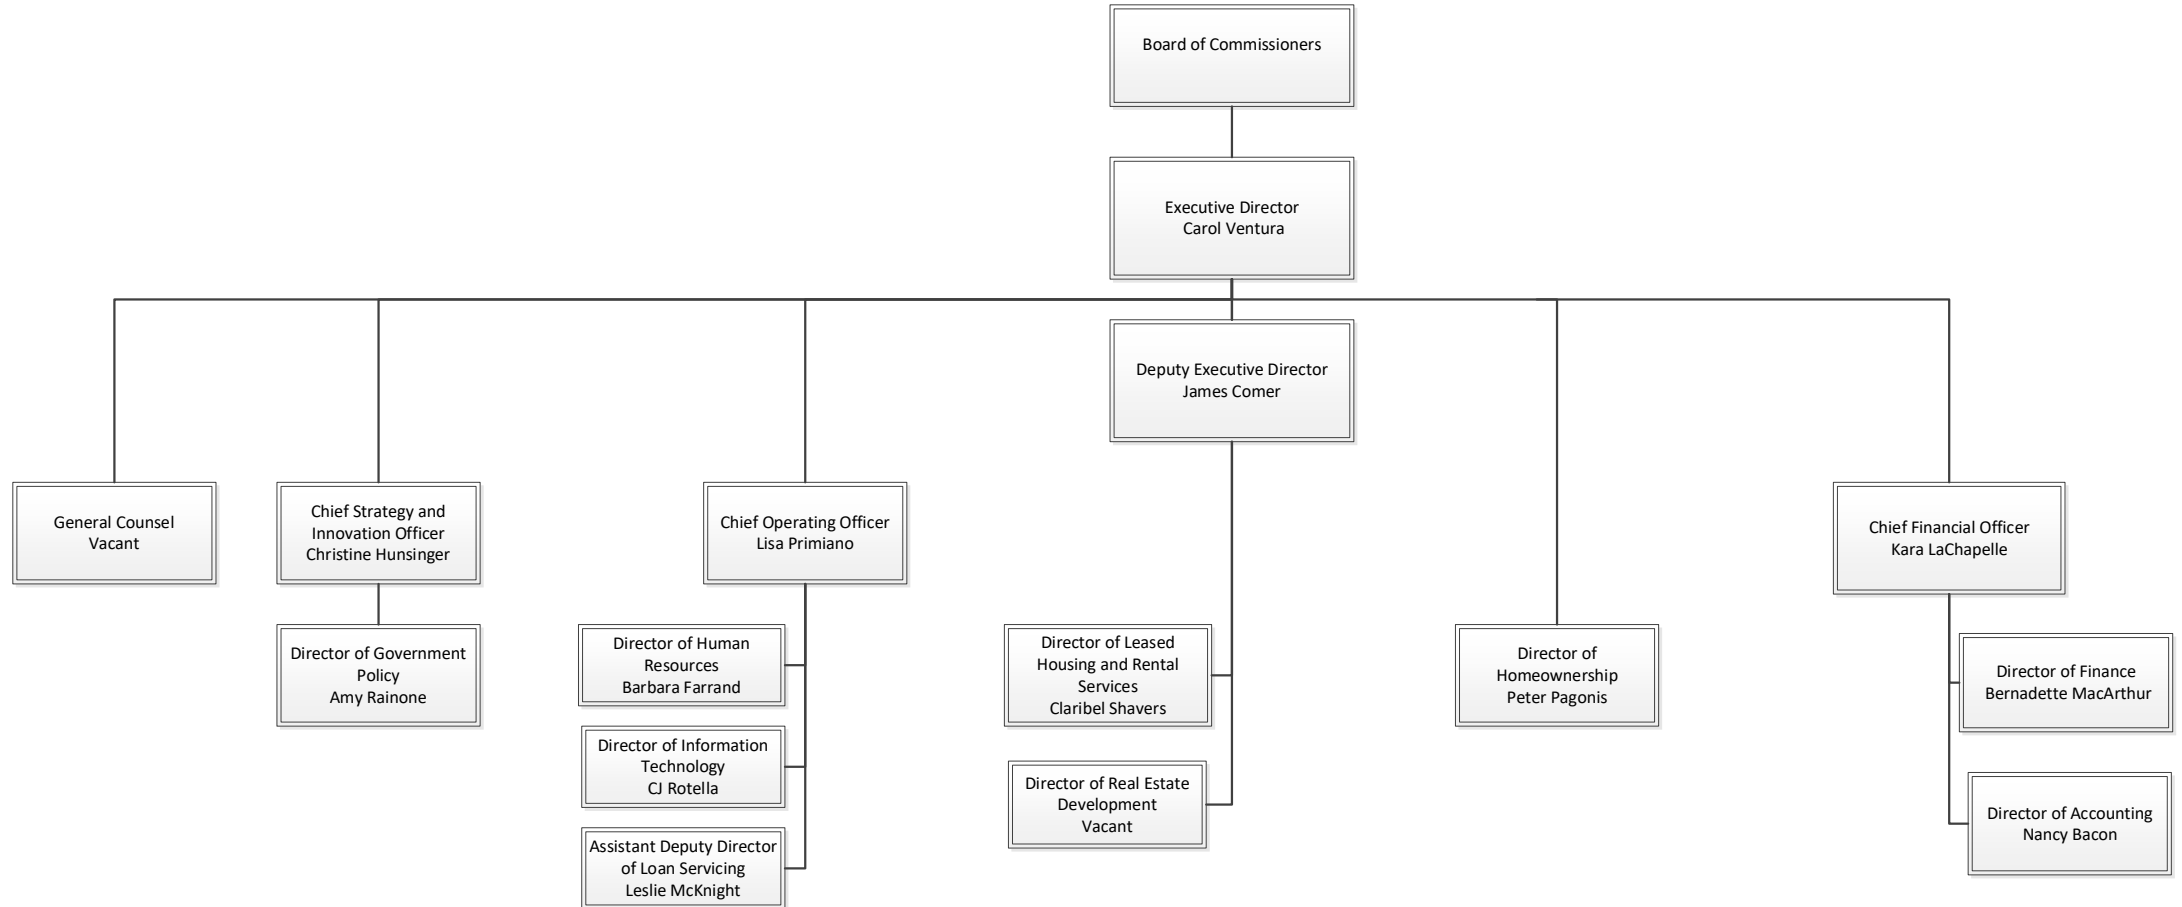 Board of Commissioners
Executive Director
Carol Ventura
Deputy Executive Director
James Comer
General Counsel
Vacant
Chief Strategy and
Innovation Officer
Christine Hunsinger
Chief Operating Officer
Lisa Primiano
Chief Financial Officer
Kara LaChapelle
Director of Government
Policy
Amy Rainone
Director of Human
Resources
Barbara Farrand
Director of Information
Technology
CJ Rotella
Assistant Deputy Director
of Loan Servicing
Leslie McKnight
Director of Leased
Housing and Rental
Services
Claribel Shavers
Director of Real Estate
Development
Vacant
Director of
Homeownership
Peter Pagonis
Director of Finance
Bernadette MacArthur
Director of Accounting
Nancy Bacon